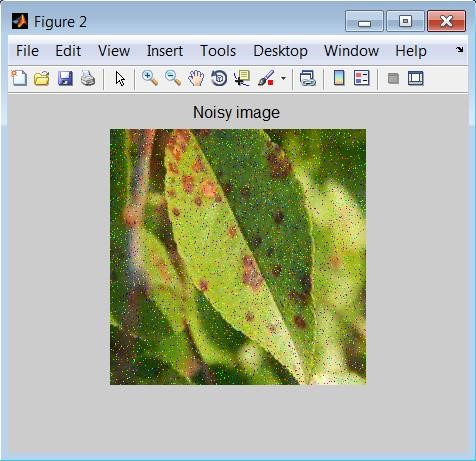 Figure 2
File Edit View Insert Tools Desktop Window Help
Noisy image